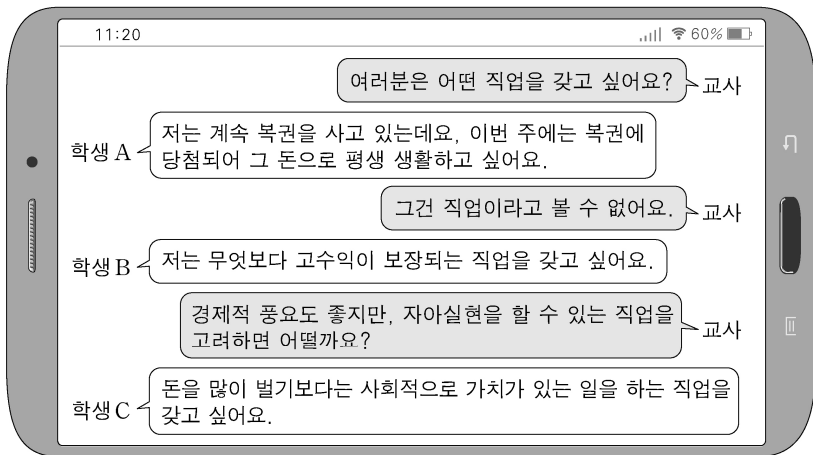 11:20
60%
여러분은 어떤 직업을 갖고 싶어요?
교사
학생 A
저는 계속 복권을 사고 있는데요, 이번 주에는 복권에
당첨되어 그 돈으로 평생 생활하고 싶어요.
그건 직업이라고 볼 수 없어요.
교사
학생 B
저는 무엇보다 고수익이 보장되는 직업을 갖고 싶어요.
경제적 풍요도 좋지만, 자아실현을 할 수 있는 직업을
고려하면 어떨까요?
교사
학생 C
돈을 많이 벌기보다는 사회적으로 가치가 있는 일을 하는 직업을
갖고 싶어요.